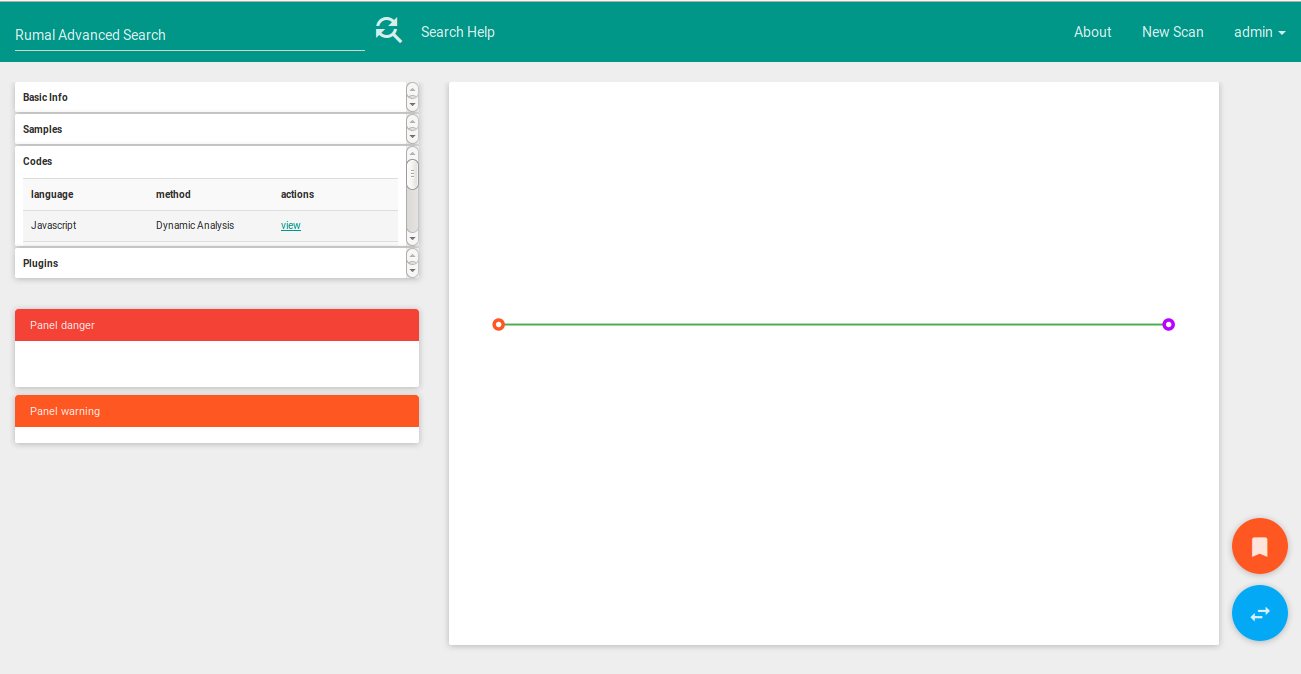 Rumal Advanced Search Search Help About New Scan admin
Basic Info
Samples
Codes
language method actions
Javascript Dynamic Analysis view
Plugins
Panel danger
Panel warning